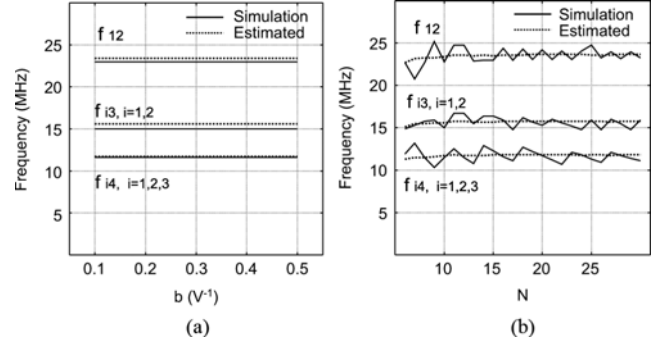 Simulation
Estimated
f 12
f i3, i=1,2
f i4, i=1,2,3
Frequency (MHz)
25
20
15
10
5
0.1 0.2 0.3 0.4 0.5
b (V-1)
(a)
Simulation
Estimated
f 12
f i3, i=1,2
f i4, i=1,2,3
Frequency (MHz)
25
20
15
10
5
10 15 20 25
N
(b)